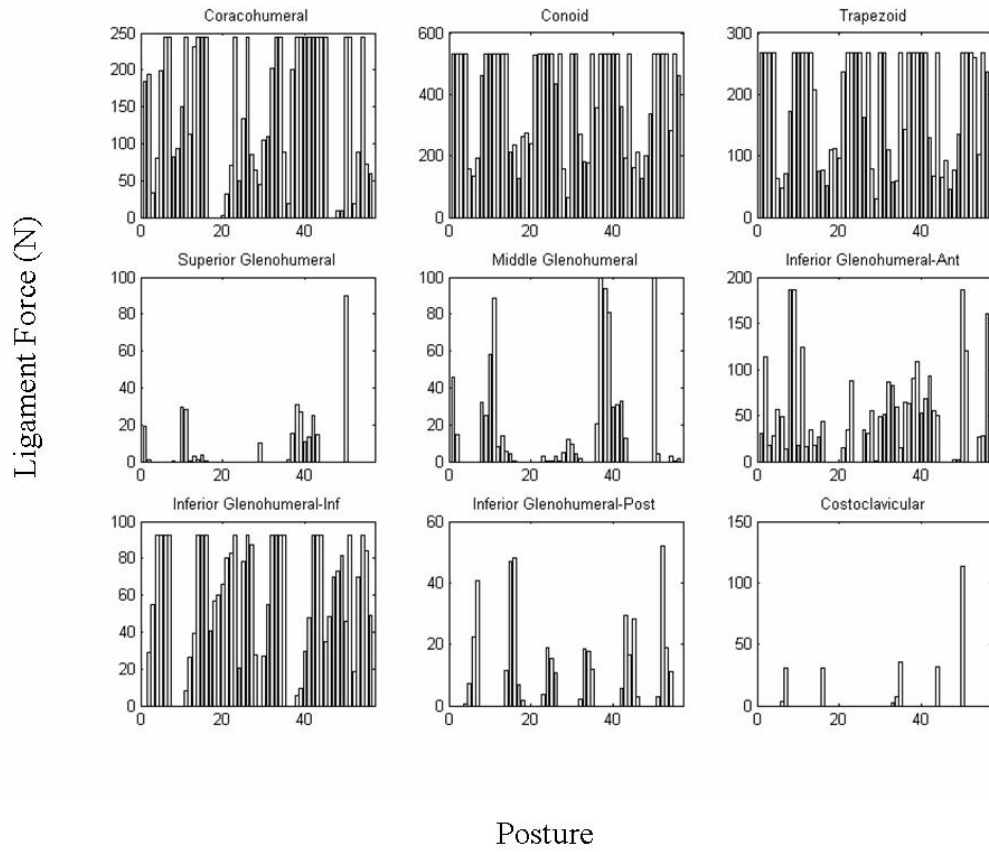 Coracohumeral
Conoid
Trapezoid
250
200
150
100
50
0
0 20 40
600
400
200
0
0 20 40
300
200
100
0
0 20 40
Ligament Force (N)
Superior Glenohumeral
Middle Glenohumeral
Inferior Glenohumeral-Ant
100
80
60
40
20
0
0 20 40
100
80
60
40
20
0
0 20 40
200
150
100
50
0
0 20 40
Inferior Glenohumeral-Inf
Inferior Glenohumeral-Post
Costoclavicular
100
80
60
40
20
0
0 20 40
60
40
20
0
0 20 40
150
100
50
0
0 20 40
Posture